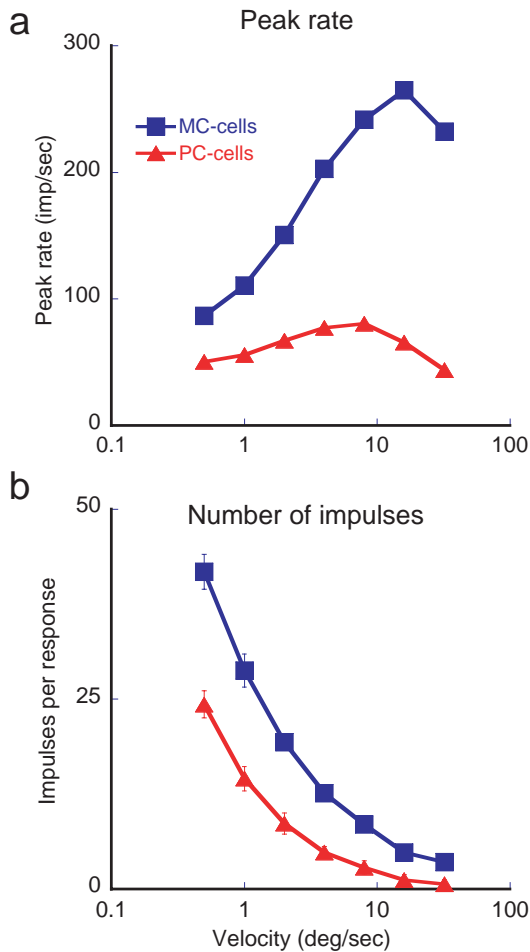 a
Peak rate
300
200
100
0
Peak rate (imp/sec)
MC-cells
PC-cells
0.1
1
10
100
b
Number of impulses
50
25
0
Impulses per response
0.1
1
10
100
Velocity (deg/sec)